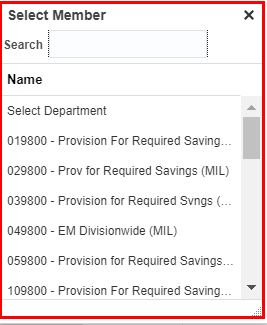 Select Member ✕
Search
Name
Select Department
019800 - Provision For Required Saving...
029800 - Prov for Required Savings (MIL)
039800 - Provision for Required Svngs (...
049800 - EM Divisionwide (MIL)
059800 - Provision for Required Savings...
109800 - Provision For Required Saving...